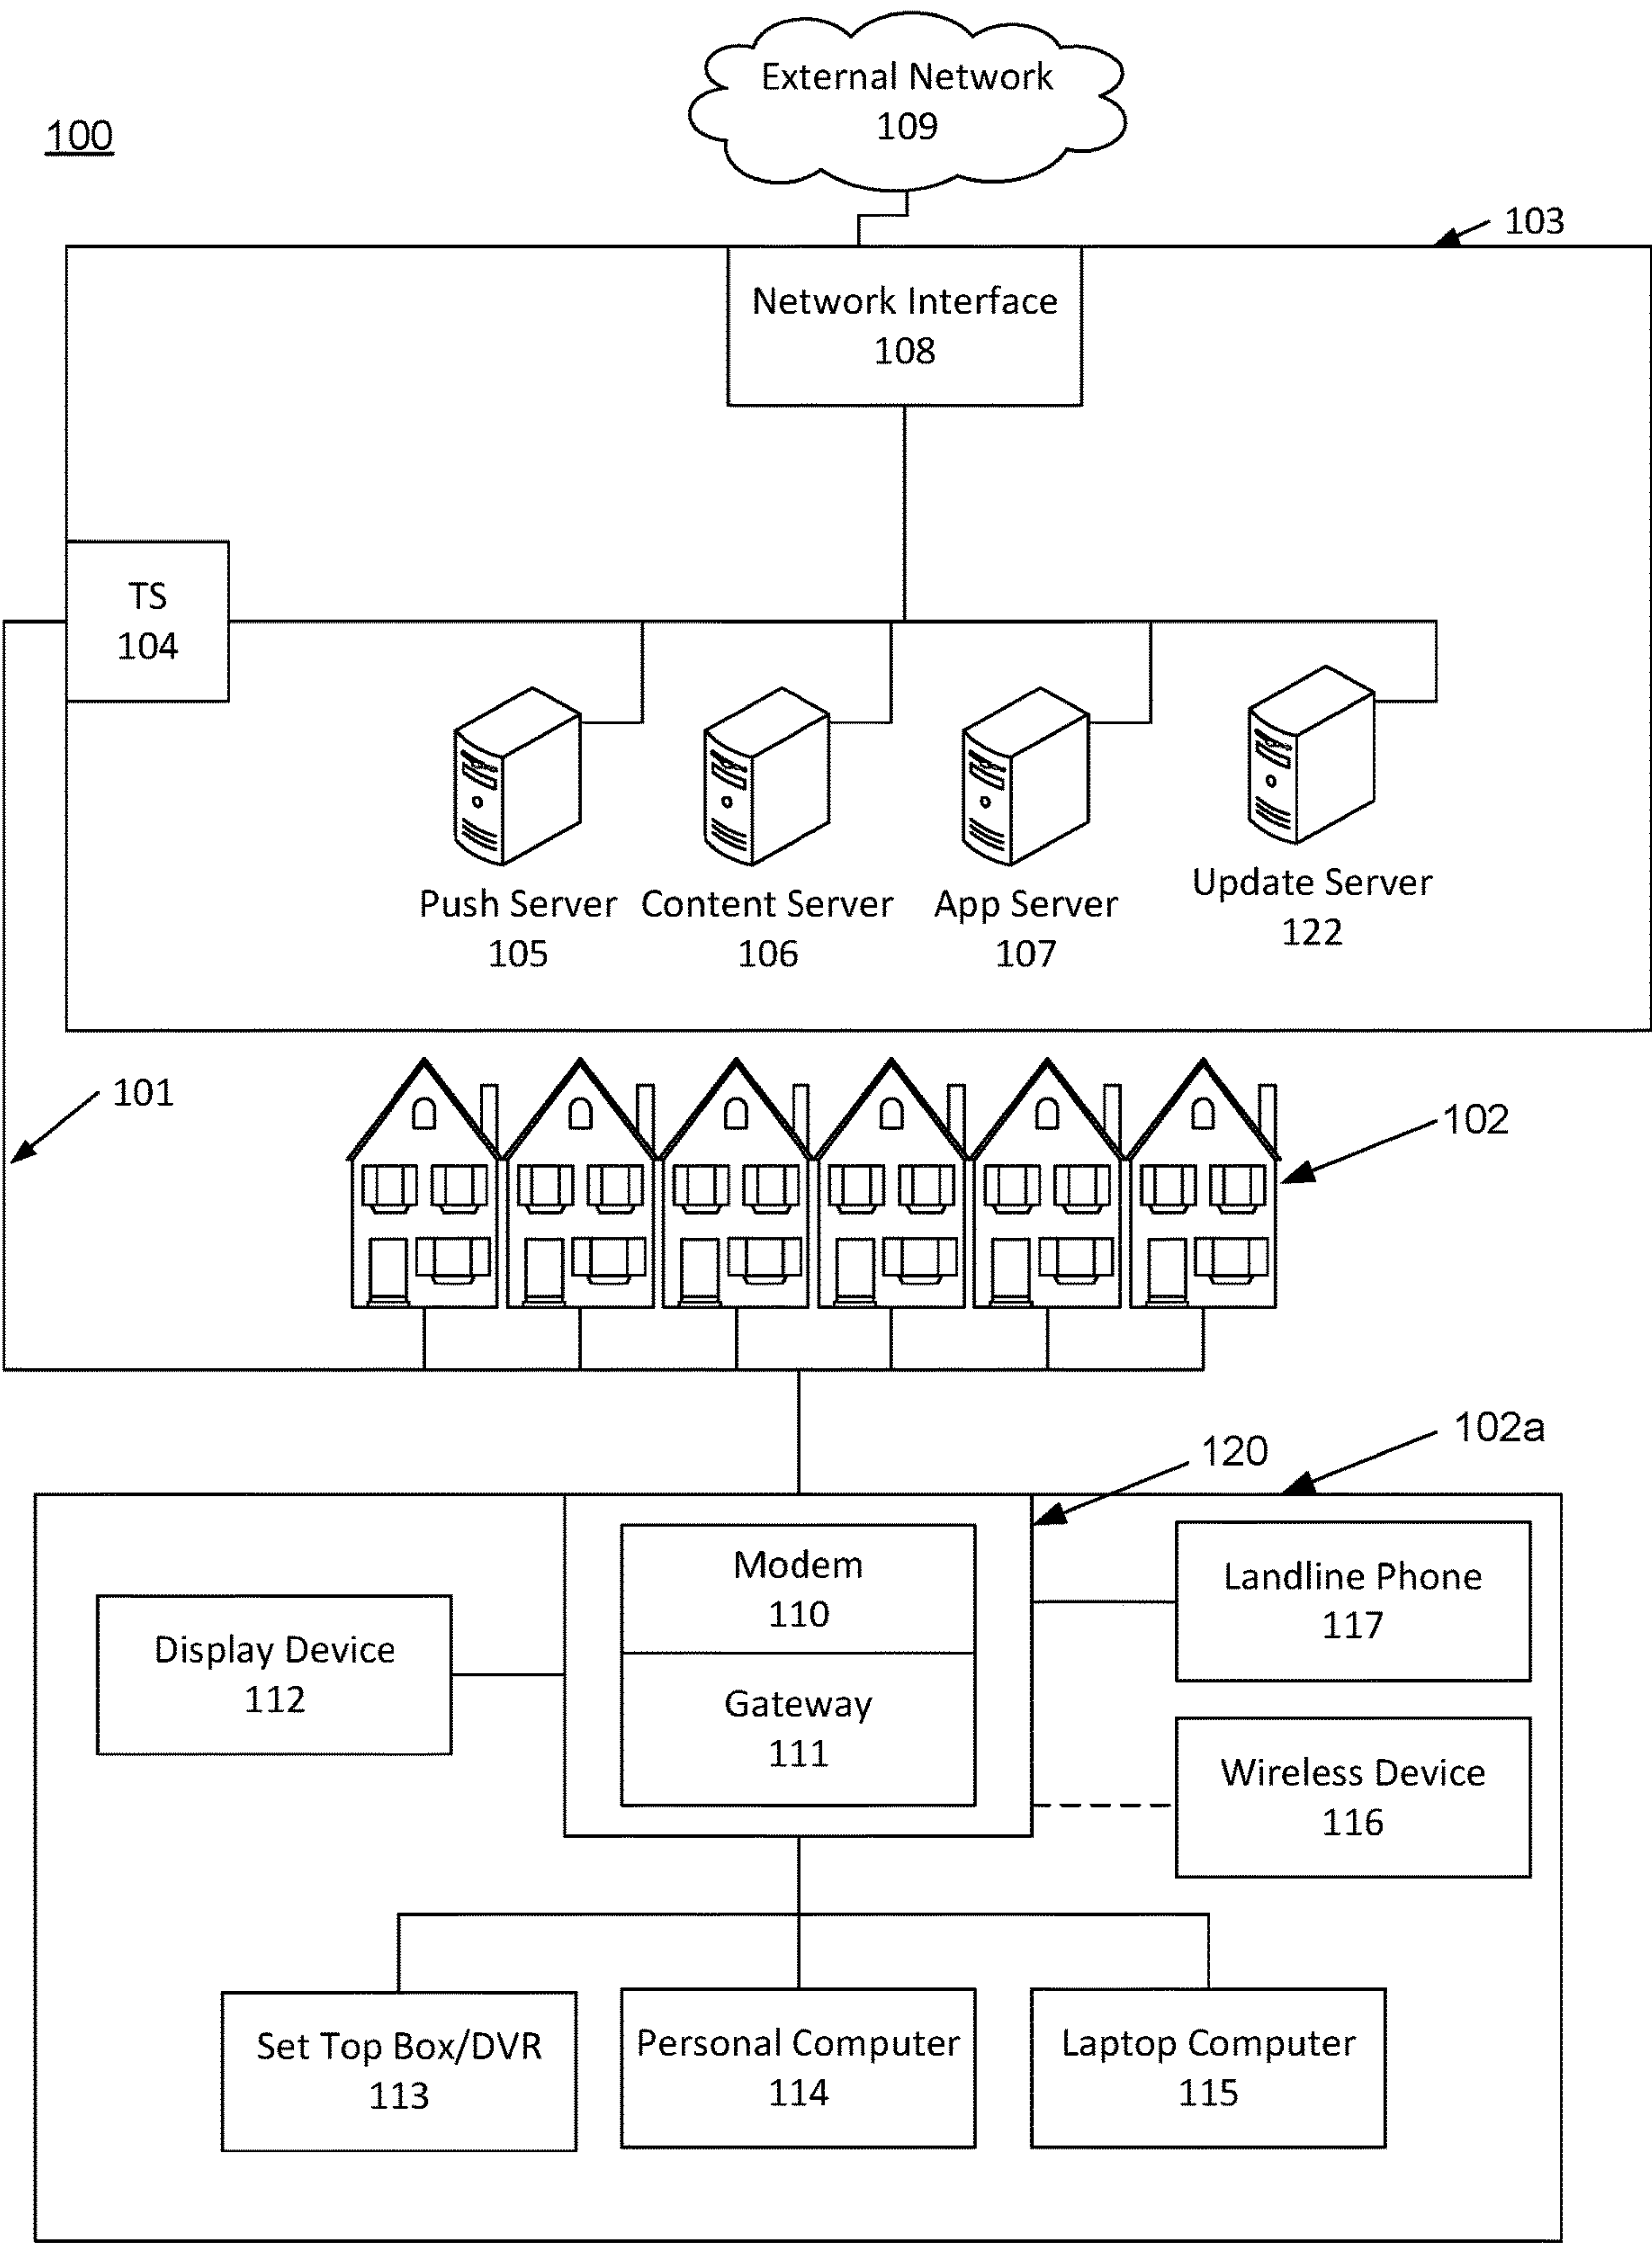 External Network
109
100
103
Network Interface
108
TS
104
Push Server
105
Content Server
106
App Server
107
Update Server
122
101
102
102a
120
Modem
110
Landline Phone
117
Display Device
112
Gateway
111
Wireless Device
116
Set Top Box/DVR
113
Personal Computer
114
Laptop Computer
115